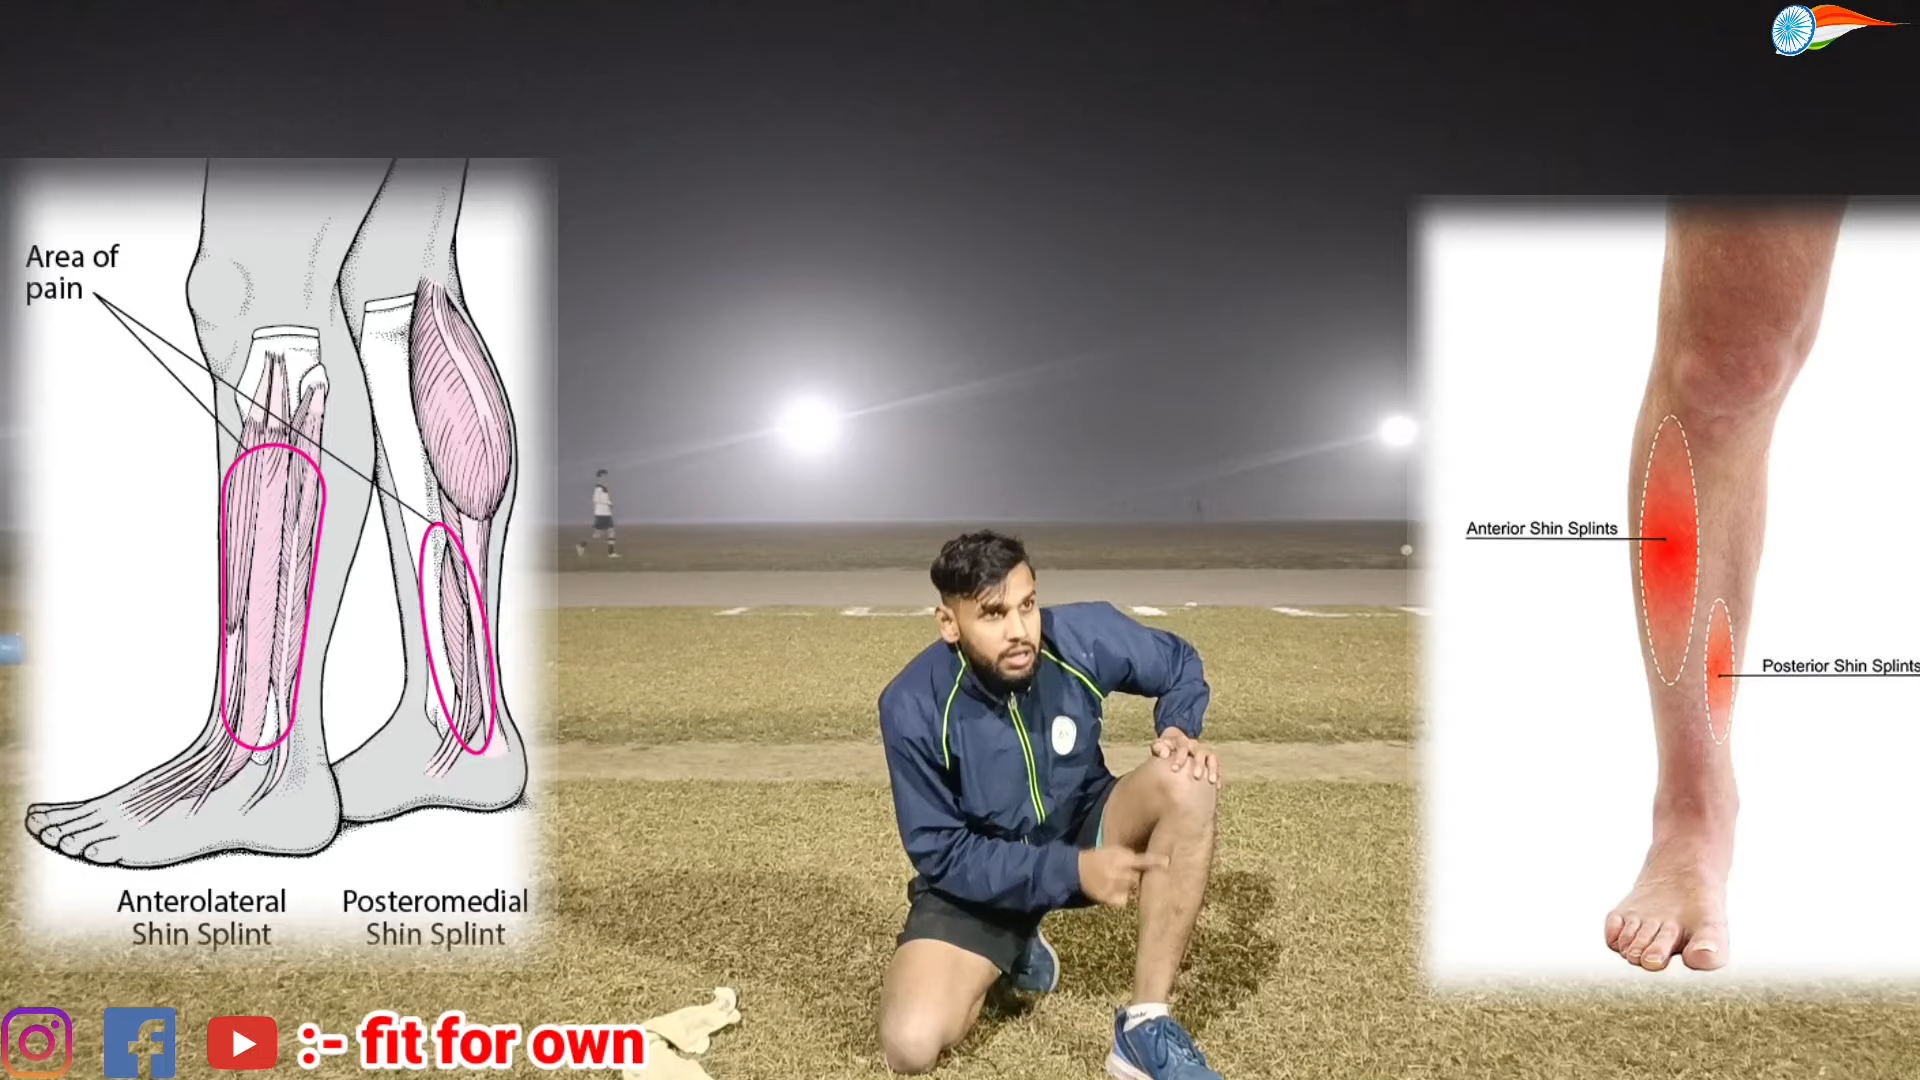 Area of
pain
Anterolateral
Shin Splint
Posteromedial
Shin Splint
Anterior Shin Splints
Posterior Shin Splints
:- fit for own